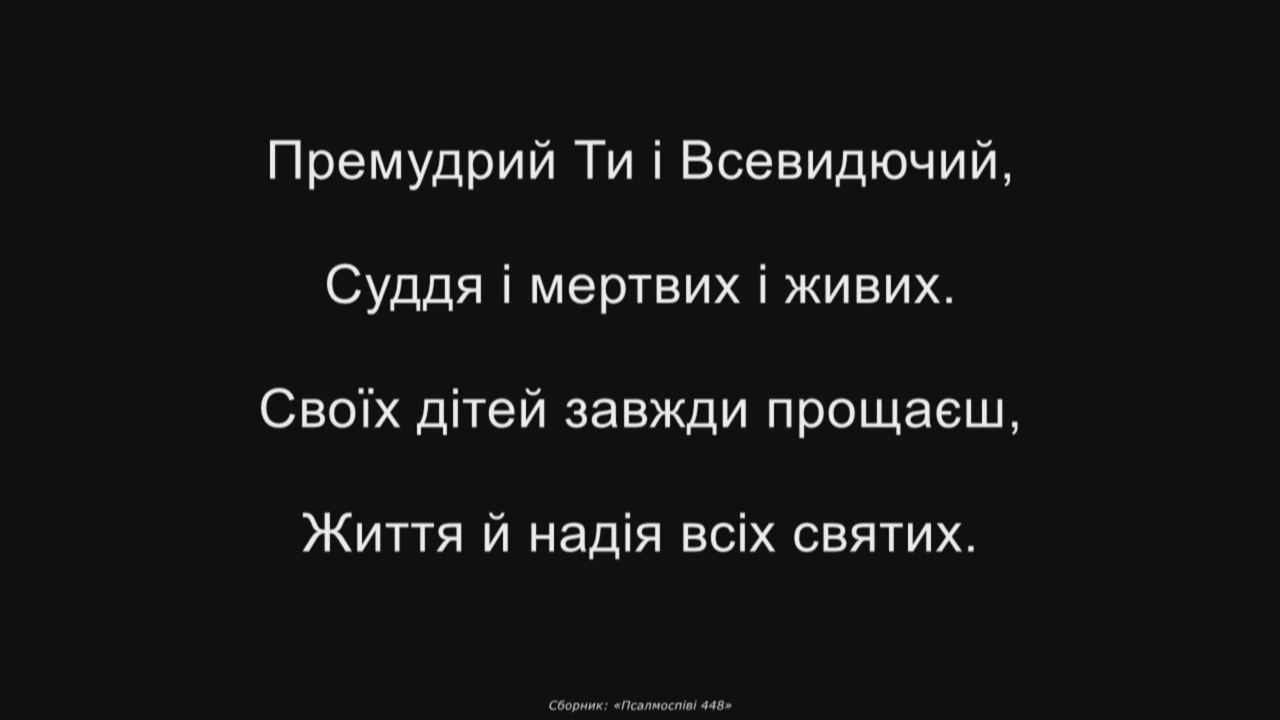 Премудрий Ти і Всевидючий,
Суддя і мертвих і живих.
Своїх дітей завжди прощаєш,
Життя й надія всіх святих.
Сборник: «Псалмоспіві 448»